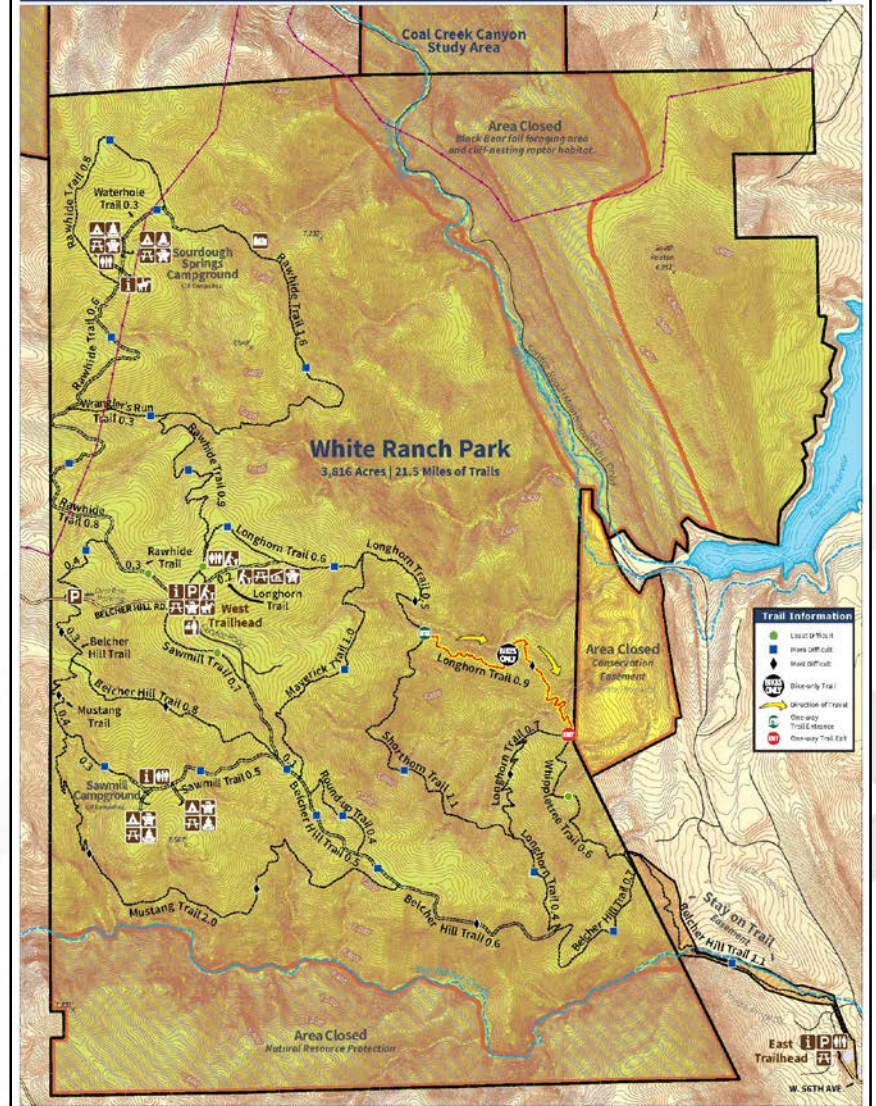 Coal Creek Canyon
Study Area
Area Closed
Black Bear fall foraging area
and cliff-nesting raptor habitat.
Rawhide Trail 0.8
Waterhole
Trail 0.3
Sourdough
Springs
Campground
Rawhide Trail 1.6
Rawhide Trail 0.6
Wrangler's Run
Trail 0.3
Rawhide Trail 0.9
White Ranch Park
3,816 Acres | 21.5 Miles of Trails
Ralston Reservoir
Rawhide
Trail 0.8
0.4
0.3
Rawhide
Trail
Longhorn Trail 0.6
Longhorn Trail 0.5
0.2
Longhorn
Trail
i P
P
BELCHER HILL RD.
West
Trailhead
0.3
Belcher
Hill Trail
Sawmill Trail 0.7
Maverick Trail 1.0
BIKES
ONLY
Longhorn Trail 0.9
EXIT
Area Closed
Conservation
Easement
Trail Information
Least Difficult
More Difficult
Most Difficult
BIKES
ONLY
Bike-only Trail
Direction of Travel
One-way
Trail Entrance
EXIT
One-way Trail Exit
Belcher Hill Trail 0.8
Mustang
Trail
0.4
0.3
Sawmill
Campground
i
Sawmill Trail 0.5
Round up Trail 0.4
Belcher Hill Trail 0.5
Shorthorn Trail 1.1
Longhorn Trail 0.7
Whippletree Trail 0.6
Longhorn Trail 0.4
Belcher Hill Trail 0.7
Mustang Trail 2.0
Belcher Hill Trail 0.6
Stay on Trail
Easement
Belcher Hill Trail 1.1
Area Closed
Natural Resource Protection
East
Trailhead
i P
W. 56TH AVE.